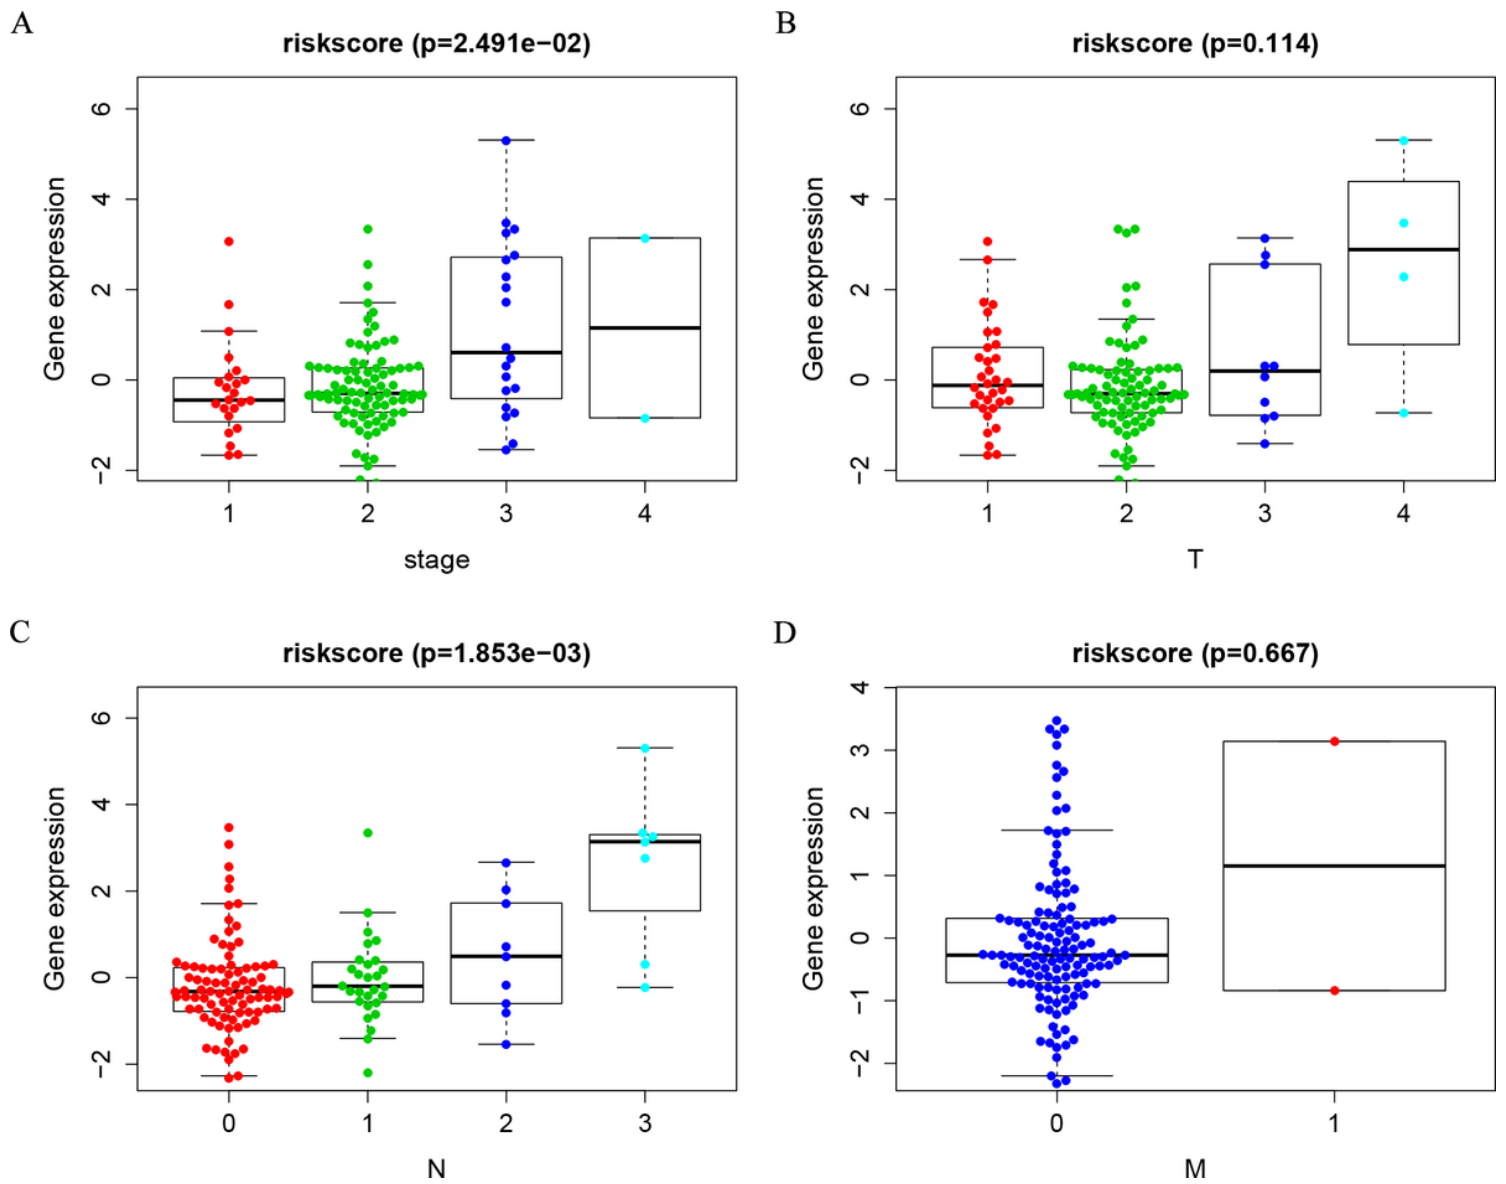 A
riskscore (p=2.491e−02)
Gene expression
6
4
2
0
−2
1 2 3 4
stage
B
riskscore (p=0.114)
Gene expression
6
4
2
0
−2
1 2 3 4
T
C
riskscore (p=1.853e−03)
Gene expression
6
4
2
0
−2
0 1 2 3
N
D
riskscore (p=0.667)
Gene expression
4
3
2
1
0
−1
−2
0 1
M